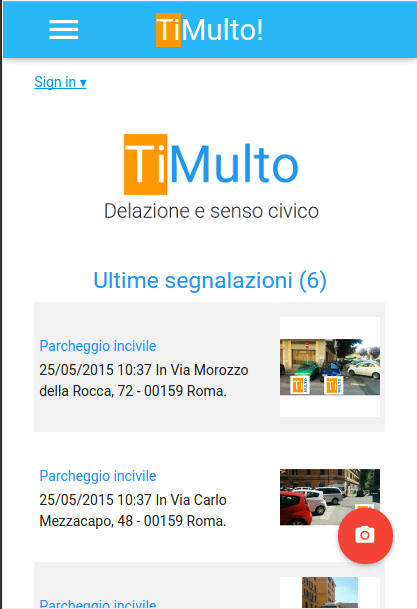 TiMulto!
Sign in ▾
TiMulto
Delazione e senso civico
Ultime segnalazioni (6)
Parcheggio incivile
25/05/2015 10:37 In Via Morozzo
della Rocca, 72 - 00159 Roma.
Parcheggio incivile
25/05/2015 10:37 In Via Carlo
Mezzacapo, 48 - 00159 Roma.
Parcheggio incivile